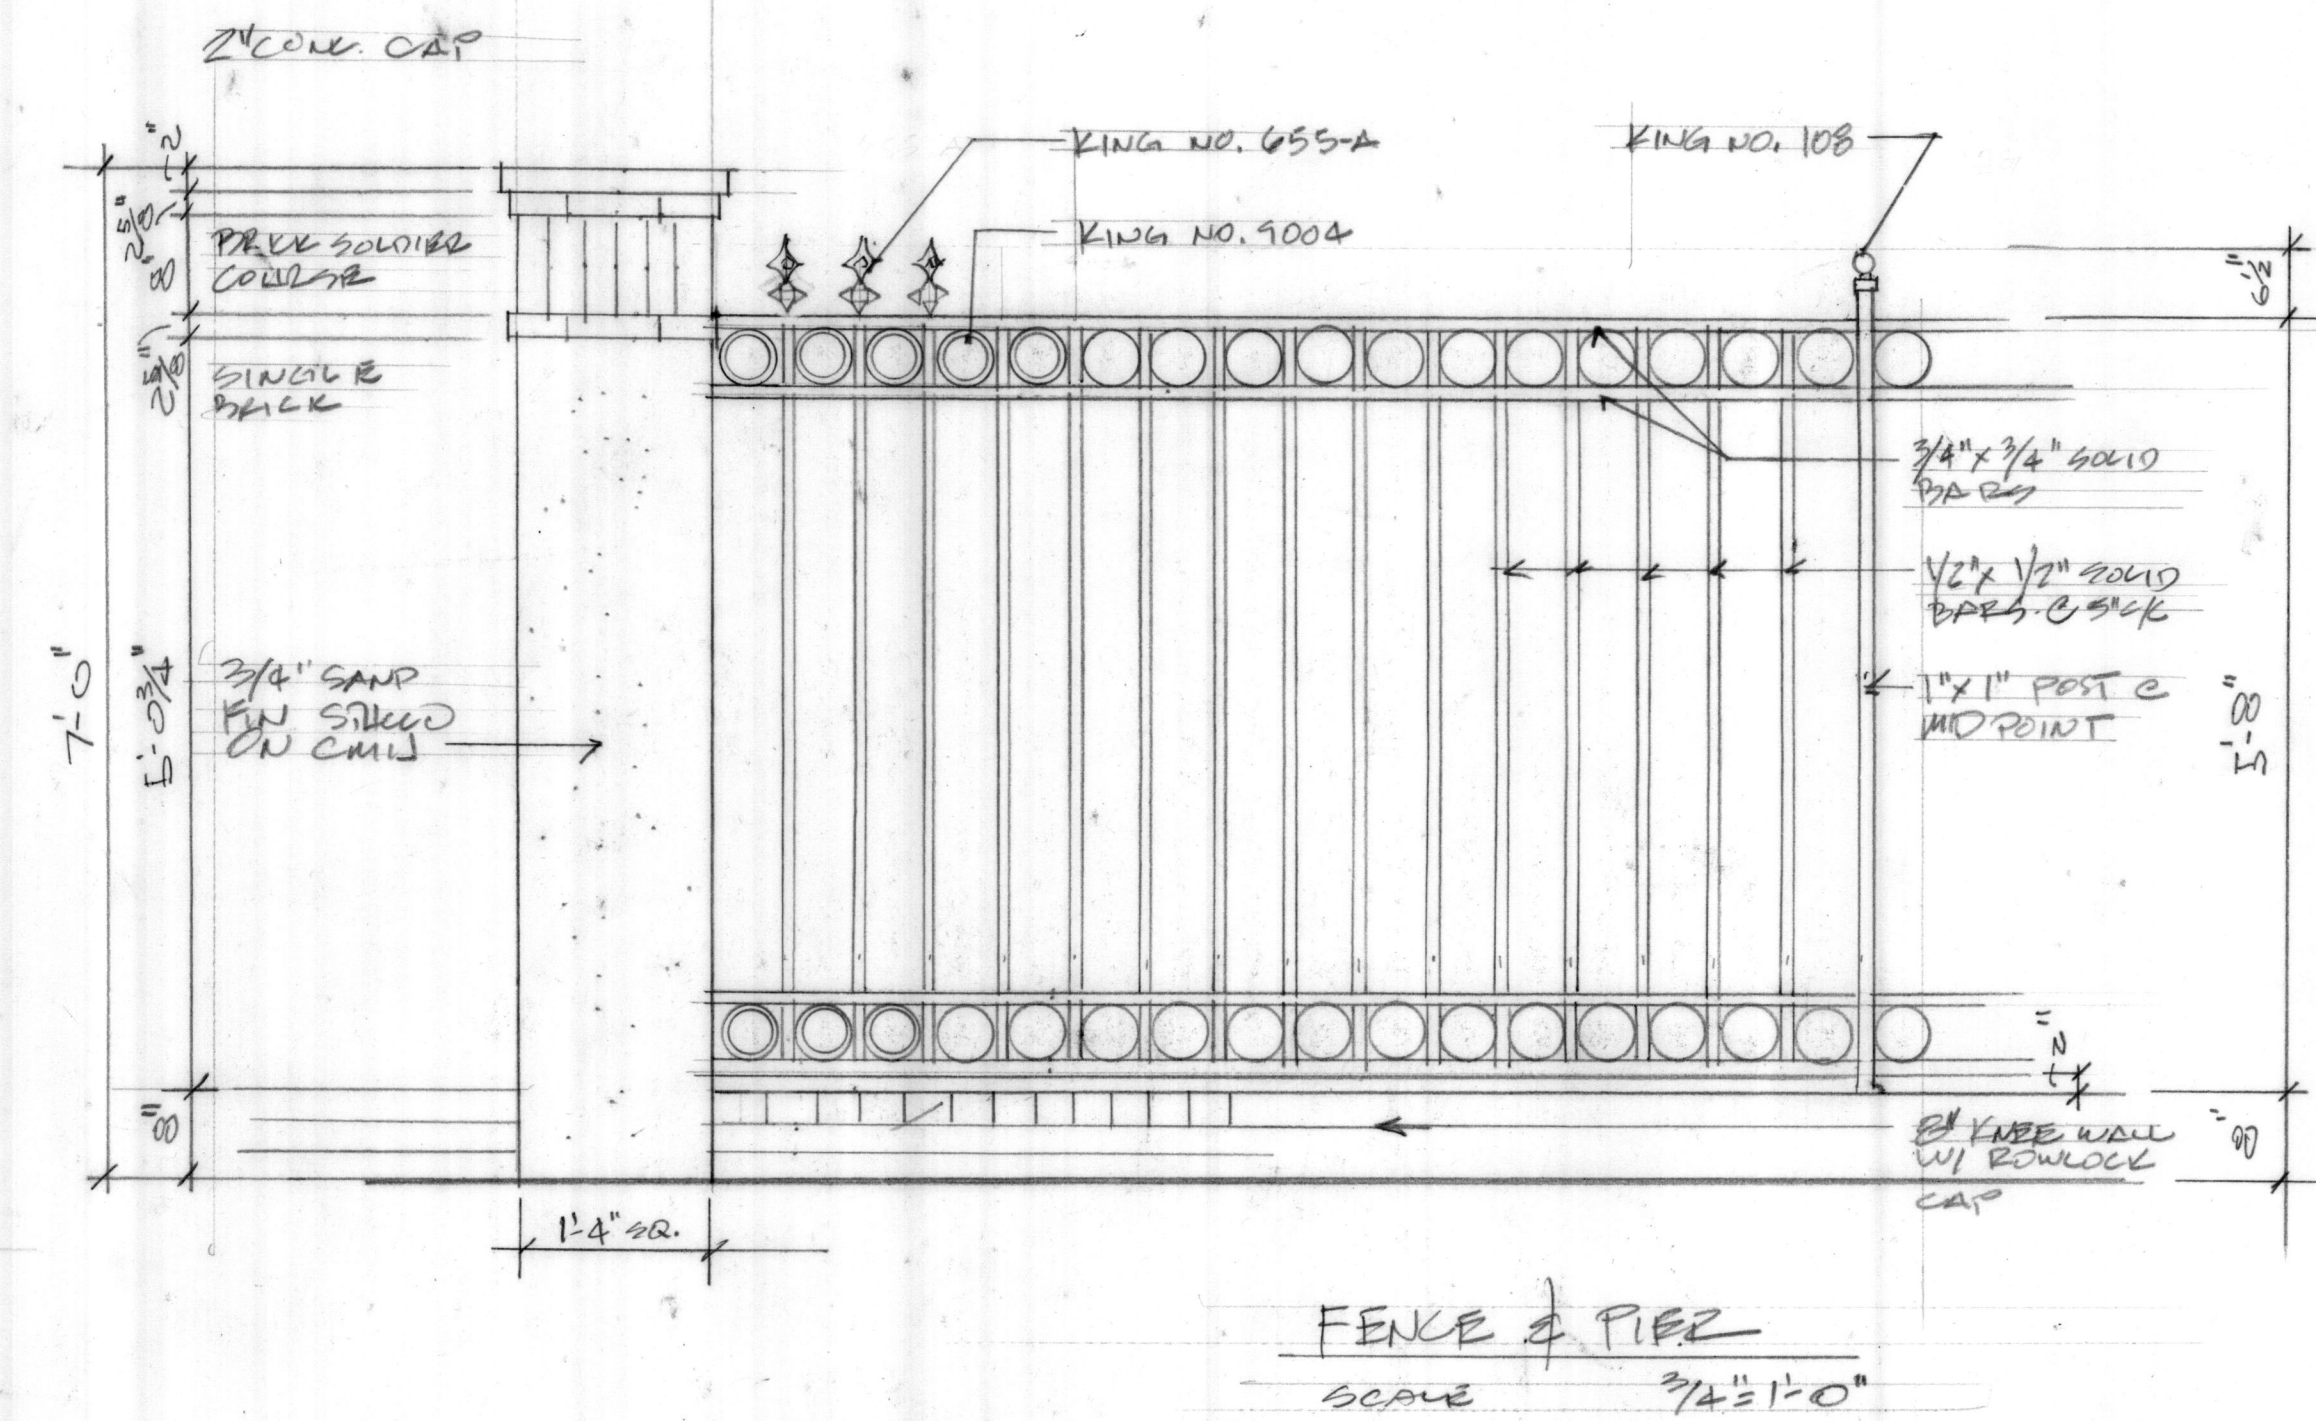 2" CONC. CAP
KING NO. 655-A
KING NO. 108
KING NO. 9004
2"
2 5/8"
8"
2 5/8"
5'-0 3/4"
8"
7'-0"
BRICK SOLDIER
COURSE
SINGLE
BRICK
3/4" SAND
FIN STUCCO
ON CMU
1'-4" SQ.
6 1/2"
3/4" X 3/4" SOLID
BARS
1/2" X 1/2" SOLID
BARS @ 5" C/C
1" X 1" POST @
MIDPOINT
5'-8"
2"
8" KNEE WALL
W/ ROWLOCK
CAP
8"
FENCE & PIER
SCALE 3/4"=1'-0"